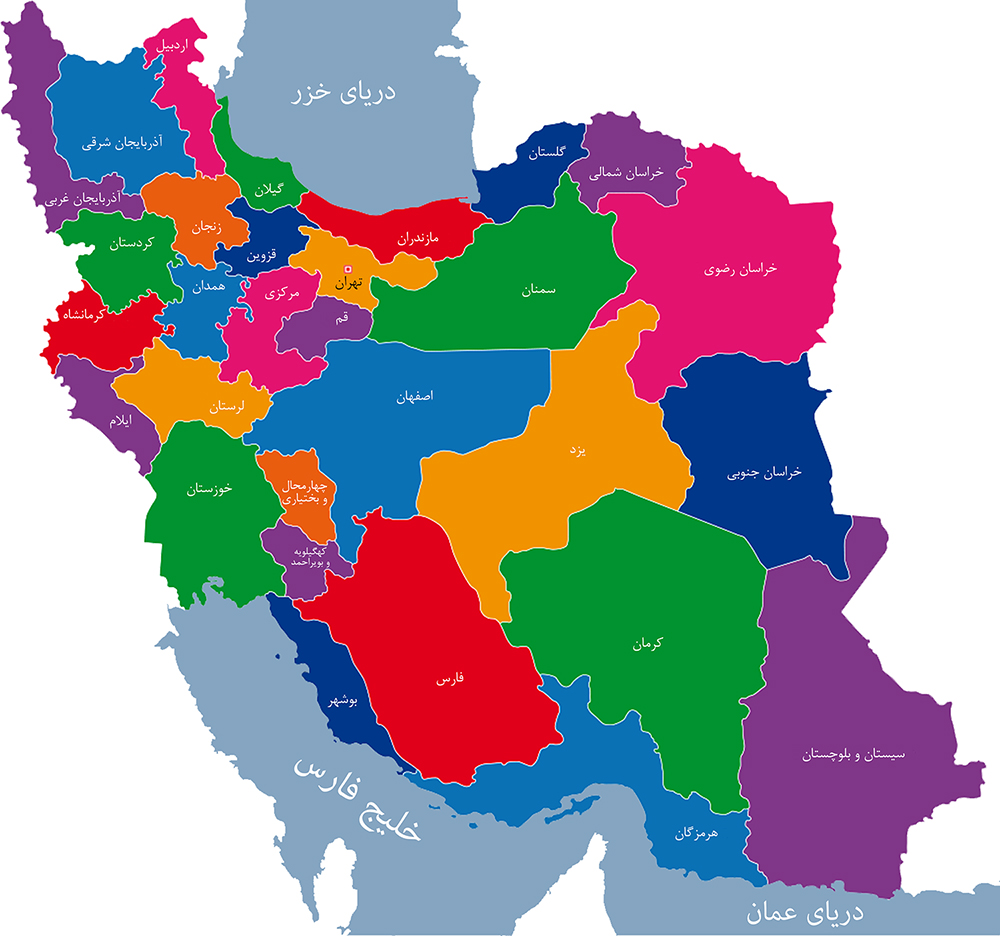 اردبیل
دریای خزر
آذربایجان شرقی
گلستان
خراسان شمالی
گیلان
آذربایجان غربی
زنجان
مازندران
کردستان
قزوین
خراسان رضوی
تهران
همدان
مرکزی
سمنان
کرمانشاه
قم
اصفهان
لرستان
ایلام
یزد
خراسان جنوبی
خوزستان
چهارمحال
و بختیاری
کهگیلویه
و بویراحمد
کرمان
فارس
بوشهر
سیستان و بلوچستان
خلیج فارس
هرمزگان
دریای عمان